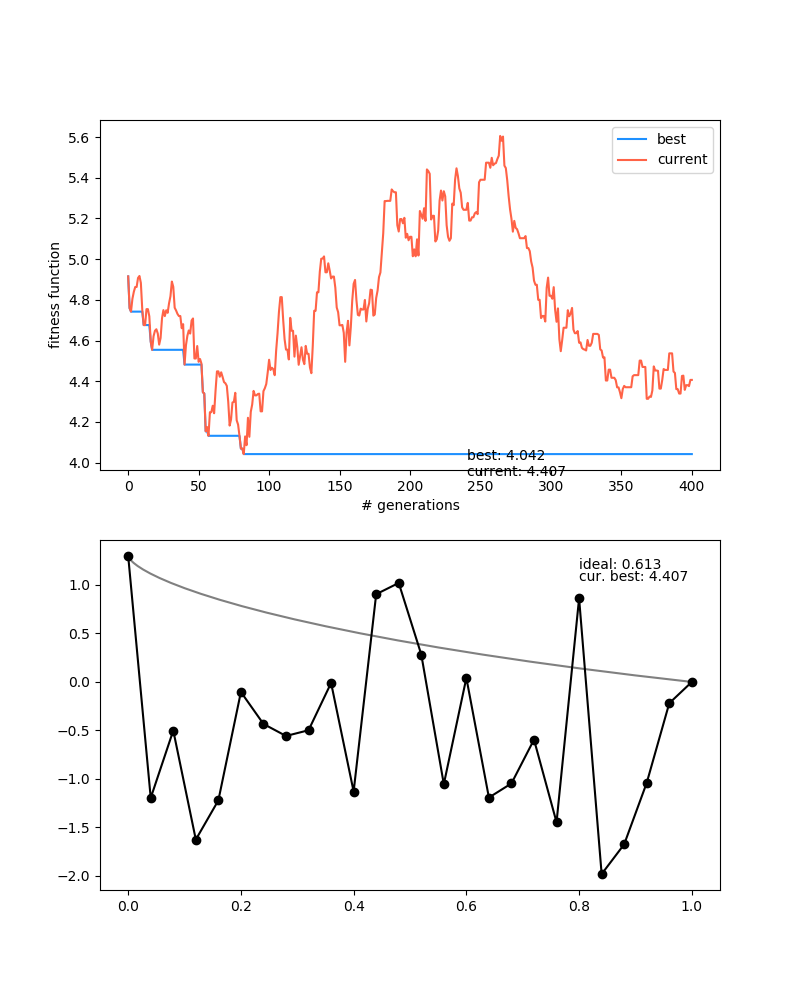 5.6
5.4
5.2
5.0
4.8
4.6
4.4
4.2
4.0
fitness function
best
current
best: 4.042
current: 4.407
0 50 100 150 200 250 300 350 400
# generations
1.0
0.5
0.0
−0.5
−1.0
−1.5
−2.0
ideal: 0.613
cur. best: 4.407
0.0 0.2 0.4 0.6 0.8 1.0